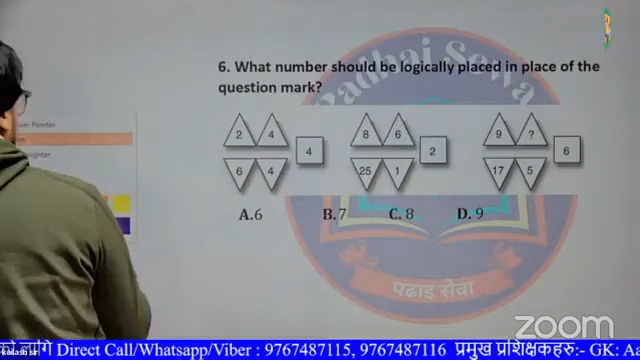 Padhai Sewa
6. What number should be logically placed in place of the
question mark?
2 4 8 6 9 ?
4 2 6
6 4 25 1 17 5
A.6 B.7 C.8 D.9
पढाइ सेवा
zoom
को लागि Direct Call/Whatsapp/Viber : 9767487115, 9767487116 प्रमुख प्रशिक्षकहरु:- GK: